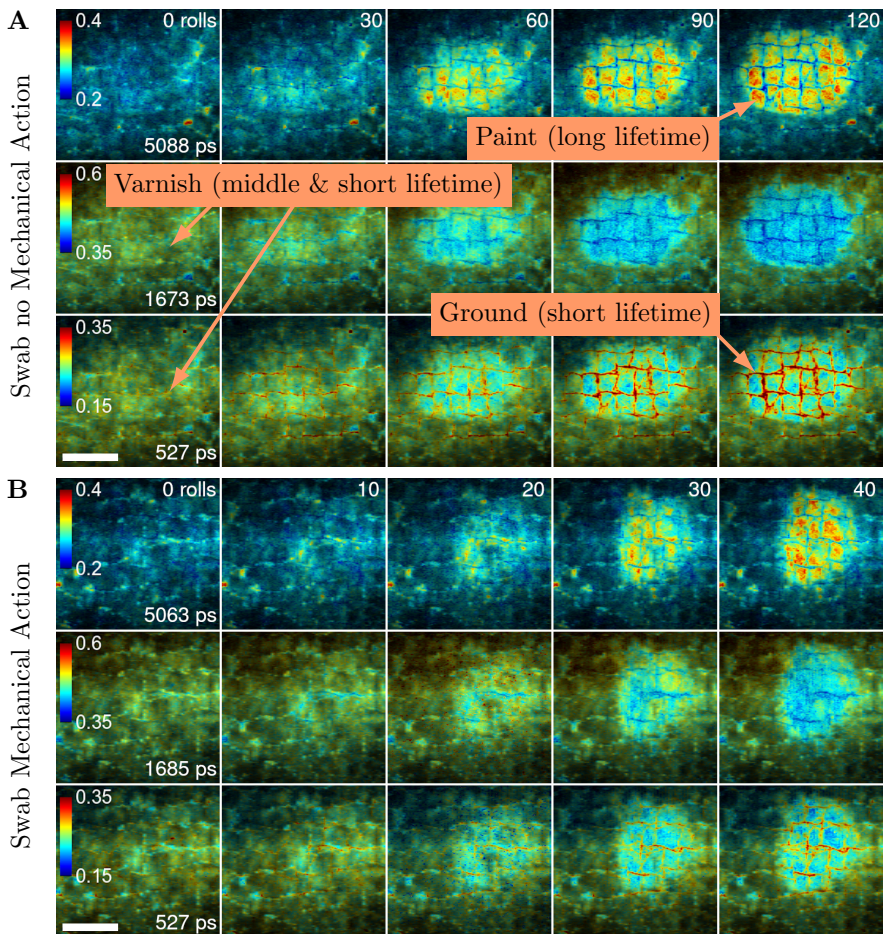 A
Swab no Mechanical Action
0.4
0 rolls
30
60
90
120
0.2
5088 ps
Paint (long lifetime)
0.6
Varnish (middle & short lifetime)
0.35
1673 ps
Ground (short lifetime)
0.35
0.15
527 ps
B
Swab Mechanical Action
0.4
0 rolls
10
20
30
40
0.2
5063 ps
0.6
0.35
1685 ps
0.35
0.15
527 ps